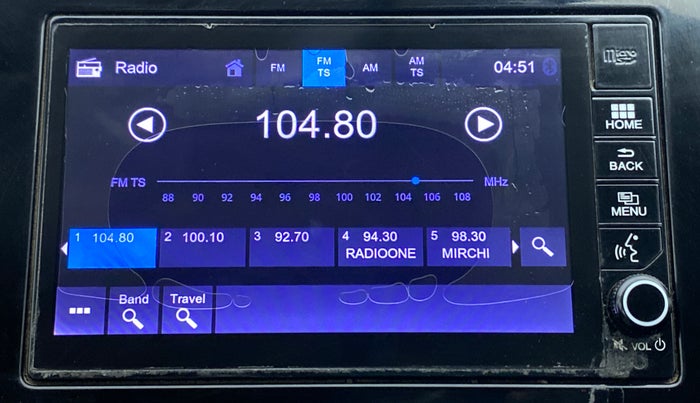 Radio
FM
FM TS
AM
AM TS
04:51
micro SD
HOME
104.80
BACK
FM TS
MHz
88 90 92 94 96 98 100 102 104 106 108
MENU
1 104.80
2 100.10
3 92.70
4 94.30 RADIOONE
5 98.30 MIRCHI
Band
Travel
VOL